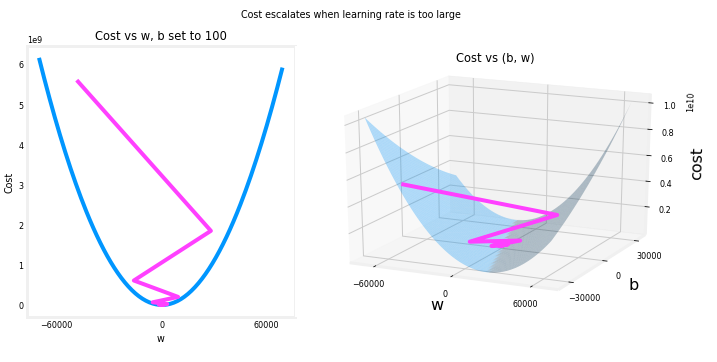 Cost escalates when learning rate is too large
Cost vs w, b set to 100
1e9
6
5
4
3
2
1
0
Cost
−60000 0 60000
w
Cost vs (b, w)
1e10
1.0
0.8
0.6
0.4
0.2
cost
−60000
0
60000
w
−30000
0
30000
b